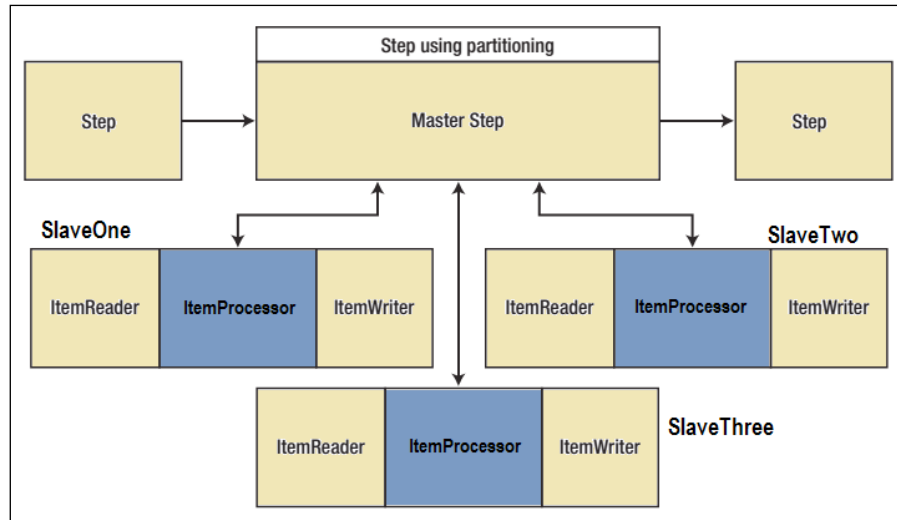 Step using partitioning
Step
Master Step
Step
SlaveOne
SlaveTwo
ItemReader
ItemProcessor
ItemWriter
ItemReader
ItemProcessor
ItemWriter
ItemReader
ItemProcessor
ItemWriter
SlaveThree